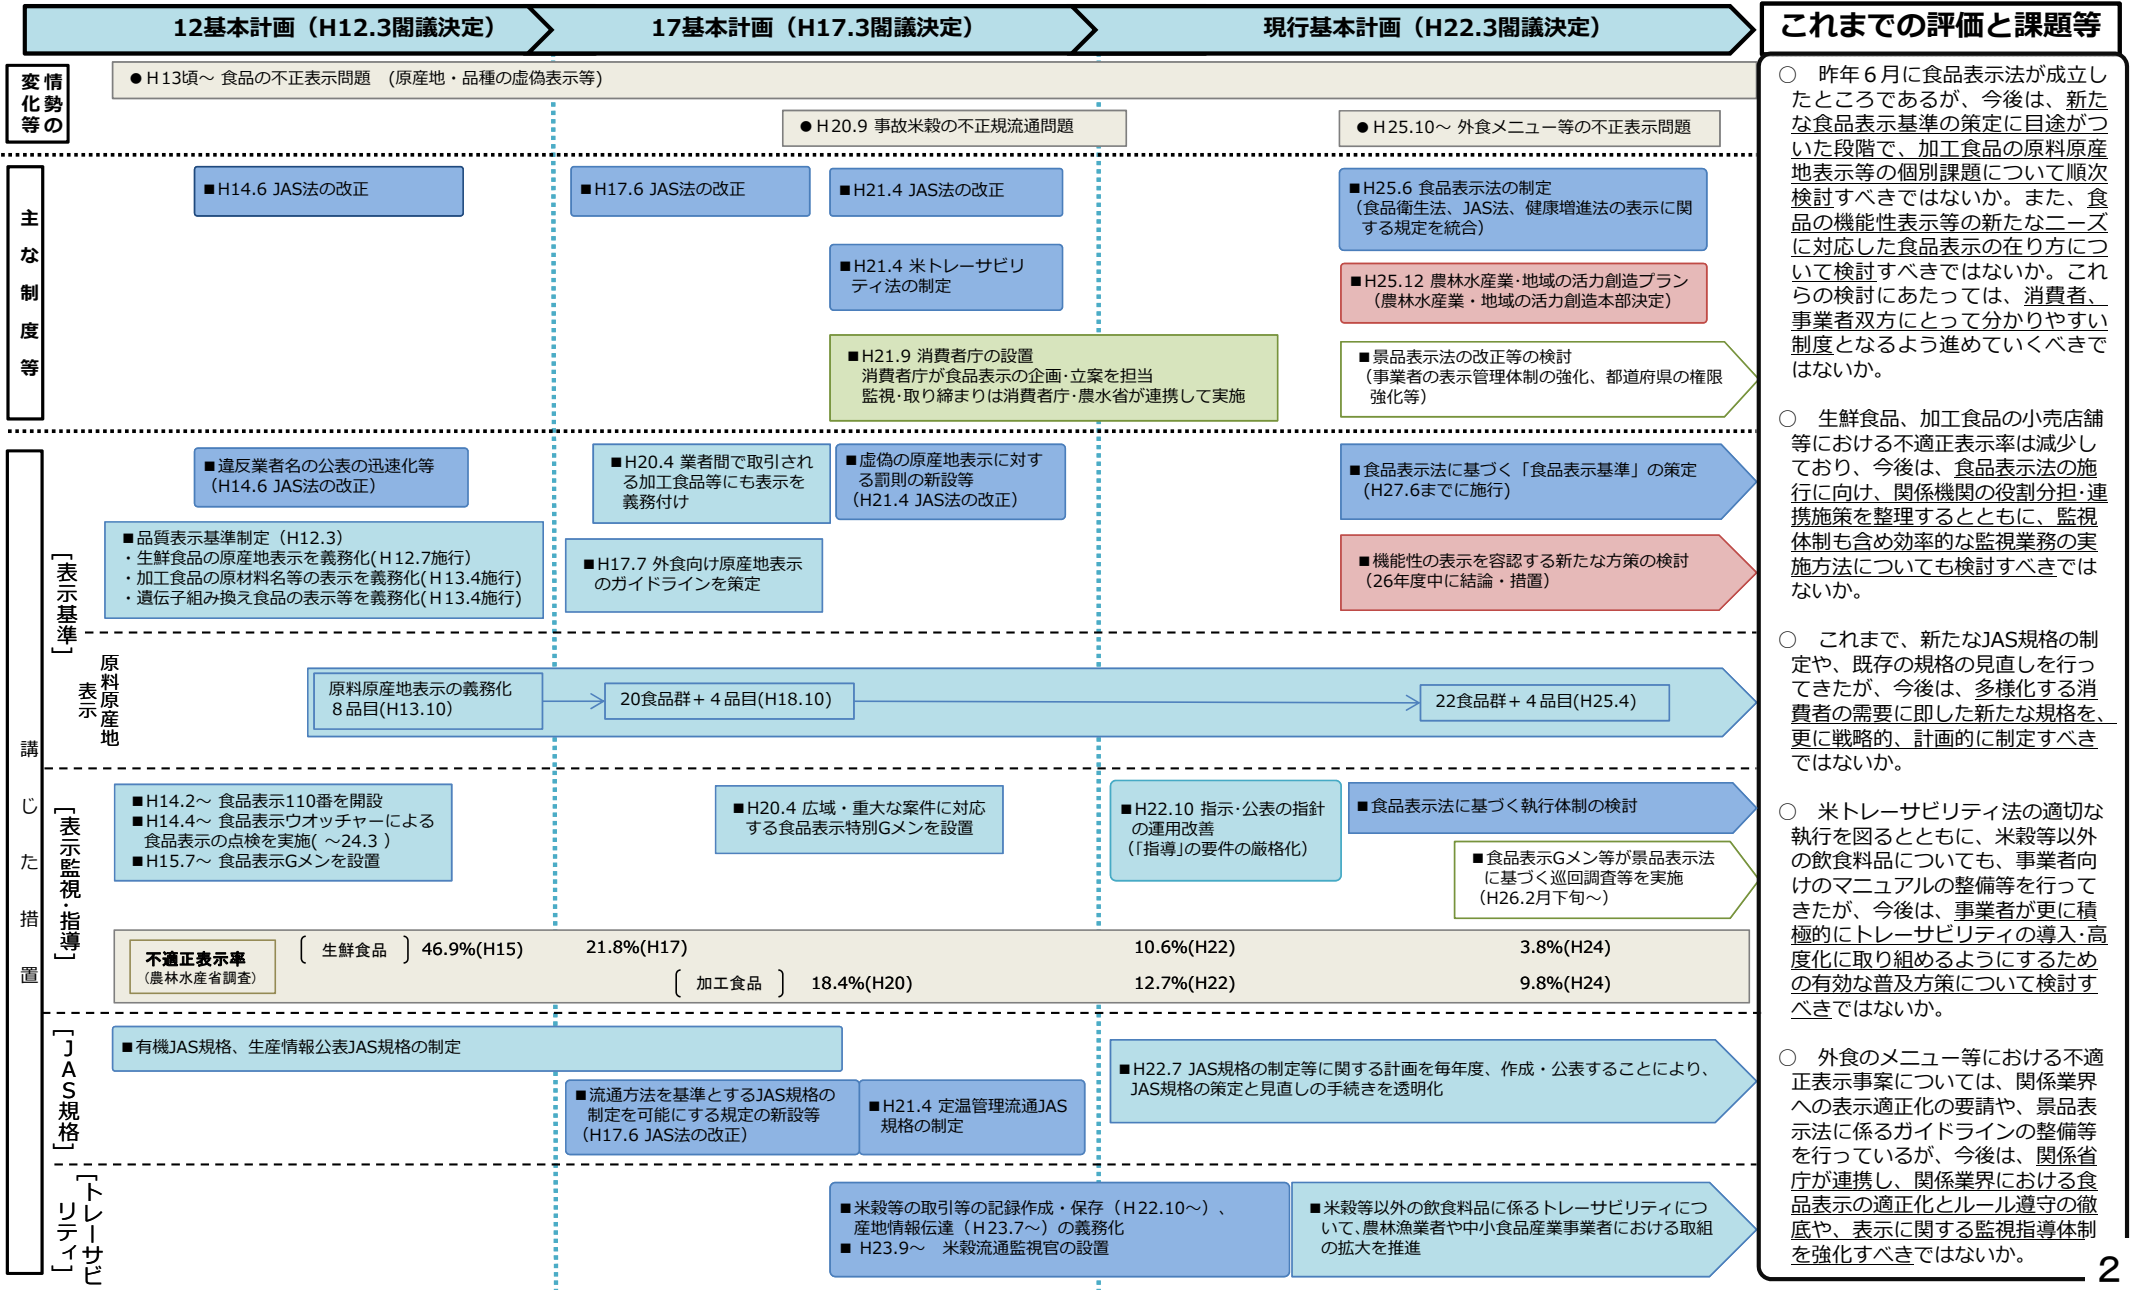 12基本計画（H12.3閣議決定）
17基本計画（H17.3閣議決定）
現行基本計画（H22.3閣議決定）
これまでの評価と課題等
情勢の
変化等
●H13頃～ 食品の不正表示問題　(原産地・品種の虚偽表示等)
●H20.9 事故米穀の不正規流通問題
●H25.10～ 外食メニュー等の不正表示問題
主な制度等
■H14.6 JAS法の改正
■H17.6 JAS法の改正
■H21.4 JAS法の改正
■H21.4 米トレーサビリ
ティ法の制定
■H21.9 消費者庁の設置
消費者庁が食品表示の企画･立案を担当
監視･取り締まりは消費者庁･農水省が連携して実施
■H25.6 食品表示法の制定
（食品衛生法、JAS法、健康増進法の表示に関
する規定を統合）
■H25.12 農林水産業･地域の活力創造プラン
（農林水産業・地域の活力創造本部決定）
■景品表示法の改正等の検討
（事業者の表示管理体制の強化、都道府県の権限
強化等）
講じた措置
[表示基準]
■違反業者名の公表の迅速化等
（H14.6 JAS法の改正）
■H20.4 業者間で取引され
る加工食品等にも表示を
義務付け
■虚偽の原産地表示に対す
る罰則の新設等
（H21.4 JAS法の改正）
■食品表示法に基づく「食品表示基準」の策定
(H27.6までに施行)
■品質表示基準制定（H12.3）
・生鮮食品の原産地表示を義務化(H12.7施行)
・加工食品の原材料名等の表示を義務化(H13.4施行)
・遺伝子組み換え食品の表示等を義務化(H13.4施行)
■H17.7 外食向け原産地表示
のガイドラインを策定
■機能性の表示を容認する新たな方策の検討
（26年度中に結論・措置）
原料原産地
表示
原料原産地表示の義務化
８品目(H13.10)
20食品群+４品目(H18.10)
22食品群+４品目(H25.4)
[表示監視･指導]
■H14.2～ 食品表示110番を開設
■H14.4～ 食品表示ウオッチャーによる
食品表示の点検を実施( ～24.3 )
■H15.7～ 食品表示Gメンを設置
■H20.4 広域・重大な案件に対応
する食品表示特別Gメンを設置
■H22.10 指示･公表の指針
の運用改善
（｢指導｣の要件の厳格化）
■食品表示法に基づく執行体制の検討
■食品表示Gメン等が景品表示法
に基づく巡回調査等を実施
（H26.2月下旬～）
不適正表示率
（農林水産省調査）
〔 生鮮食品 〕 46.9%(H15)
21.8%(H17)
10.6%(H22)
3.8%(H24)
〔 加工食品 〕 18.4%(H20)
12.7%(H22)
9.8%(H24)
[JAS規格]
■有機JAS規格、生産情報公表JAS規格の制定
■流通方法を基準とするJAS規格の
制定を可能にする規定の新設等
（H17.6 JAS法の改正）
■H21.4 定温管理流通JAS
規格の制定
■H22.7 JAS規格の制定等に関する計画を毎年度、作成・公表することにより、
JAS規格の策定と見直しの手続きを透明化
[トレーサビ
リティ]
■米穀等の取引等の記録作成・保存（H22.10～）、
産地情報伝達（H23.7～）の義務化
■ H23.9～　米穀流通監視官の設置
■米穀等以外の飲食料品に係るトレーサビリティにつ
いて､農林漁業者や中小食品産業事業者における取組
の拡大を推進
○　昨年６月に食品表示法が成立し
たところであるが、今後は、新た
な食品表示基準の策定に目途がつ
いた段階で、加工食品の原料原産
地表示等の個別課題について順次
検討すべきではないか。また、食
品の機能性表示等の新たなニーズ
に対応した食品表示の在り方につ
いて検討すべきではないか。これ
らの検討にあたっては、消費者、
事業者双方にとって分かりやすい
制度となるよう進めていくべきで
はないか。
○　生鮮食品、加工食品の小売店舗
等における不適正表示率は減少し
ており、今後は、食品表示法の施
行に向け、関係機関の役割分担･連
携施策を整理するとともに、監視
体制も含め効率的な監視業務の実
施方法についても検討すべきでは
ないか。
○　これまで、新たなJAS規格の制
定や、既存の規格の見直しを行っ
てきたが、今後は、多様化する消
費者の需要に即した新たな規格を、
更に戦略的、計画的に制定すべき
ではないか。
○　米トレーサビリティ法の適切な
執行を図るとともに、米穀等以外
の飲食料品についても、事業者向
けのマニュアルの整備等を行って
きたが、今後は、事業者が更に積
極的にトレーサビリティの導入･高
度化に取り組めるようにするため
の有効な普及方策について検討す
べきではないか。
○　外食のメニュー等における不適
正表示事案については、関係業界
への表示適正化の要請や、景品表
示法に係るガイドラインの整備等
を行っているが、今後は、関係省
庁が連携し、関係業界における食
品表示の適正化とルール遵守の徹
底や、表示に関する監視指導体制
を強化すべきではないか。
2